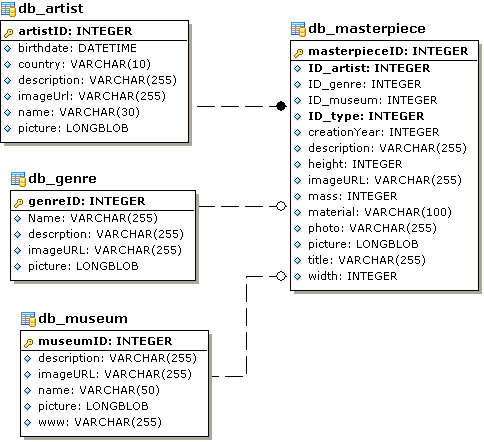 db_artist
artistID: INTEGER
birthdate: DATETIME
country: VARCHAR(10)
description: VARCHAR(255)
imageUrl: VARCHAR(255)
name: VARCHAR(30)
picture: LONGBLOB
db_genre
genreID: INTEGER
Name: VARCHAR(255)
descrption: VARCHAR(255)
imageURL: VARCHAR(255)
picture: LONGBLOB
db_museum
museumID: INTEGER
description: VARCHAR(255)
imageURL: VARCHAR(255)
name: VARCHAR(50)
picture: LONGBLOB
www: VARCHAR(255)
db_masterpiece
masterpieceID: INTEGER
ID_artist: INTEGER
ID_genre: INTEGER
ID_museum: INTEGER
ID_type: INTEGER
creationYear: INTEGER
description: VARCHAR(255)
height: INTEGER
imageURL: VARCHAR(255)
mass: INTEGER
material: VARCHAR(100)
photo: VARCHAR(255)
picture: LONGBLOB
title: VARCHAR(255)
width: INTEGER